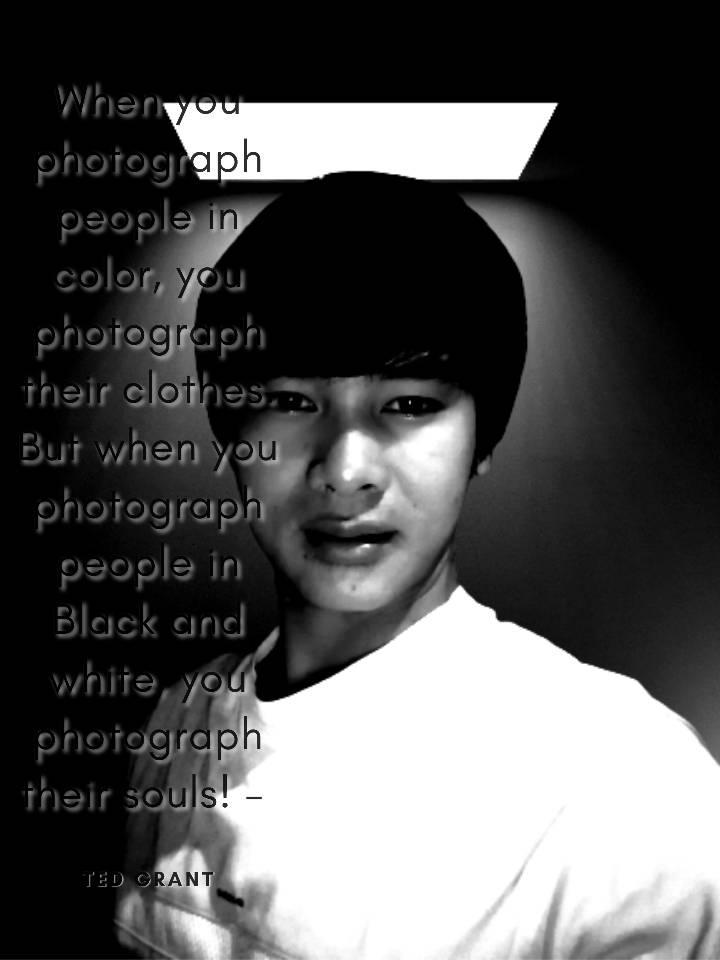 When you
photograph
people in
color, you
photograph
their clothes.
But when you
photograph
people in
Black and
white, you
photograph
their souls! –
TED GRANT